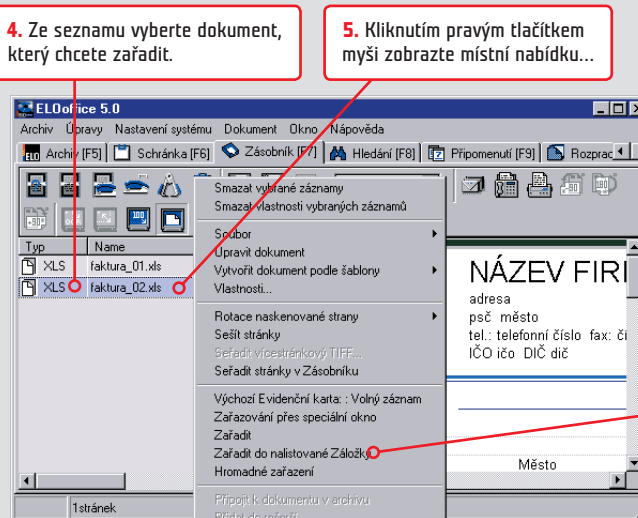 4. Ze seznamu vyberte dokument,
který chcete zařadit.
5. Kliknutím pravým tlačítkem
myši zobrazte místní nabídku...
ELOoffice 5.0
Archiv Úpravy Nastavení systému Dokument Okno Nápověda
Archiv [F5] Schránka [F6] Zásobník [F7] Hledání [F8] Připomenutí [F9] Rozprac
Typ Name
XLS faktura_01.xls
XLS faktura_02.xls
Smazat vybrané záznamy
Smazat vlastnosti vybraných záznamů
Soubor
Upravit dokument
Vytvořit dokument podle šablony
Vlastnosti...
Rotace naskenované strany
Sešít stránky
Seřadit vícestránkový TIFF...
Seřadit stránky v Zásobníku
Výchozí Evidenční karta: : Volný záznam
Zařazování přes speciální okno
Zařadit
Zařadit do nalistované Záložky
Hromadné zařazení
Připojit k dokumentu v archivu
NÁZEV FIR
adresa
psč město
tel.: telefonní číslo fax: čí
IČO ičo DIČ dič
Město
1stránek